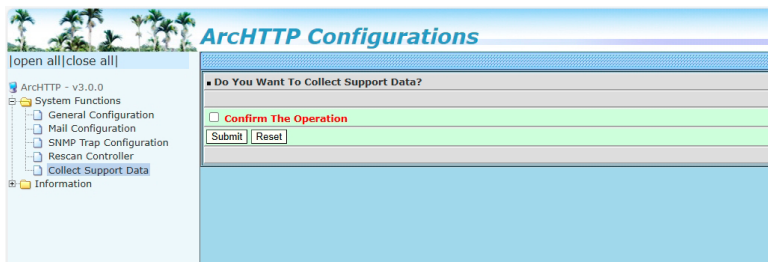 ArcHTTP Configurations
|open all|close all|
ArcHTTP - v3.0.0
System Functions
General Configuration
Mail Configuration
SNMP Trap Configuration
Rescan Controller
Collect Support Data
Information
Do You Want To Collect Support Data?
Confirm The Operation
Submit Reset